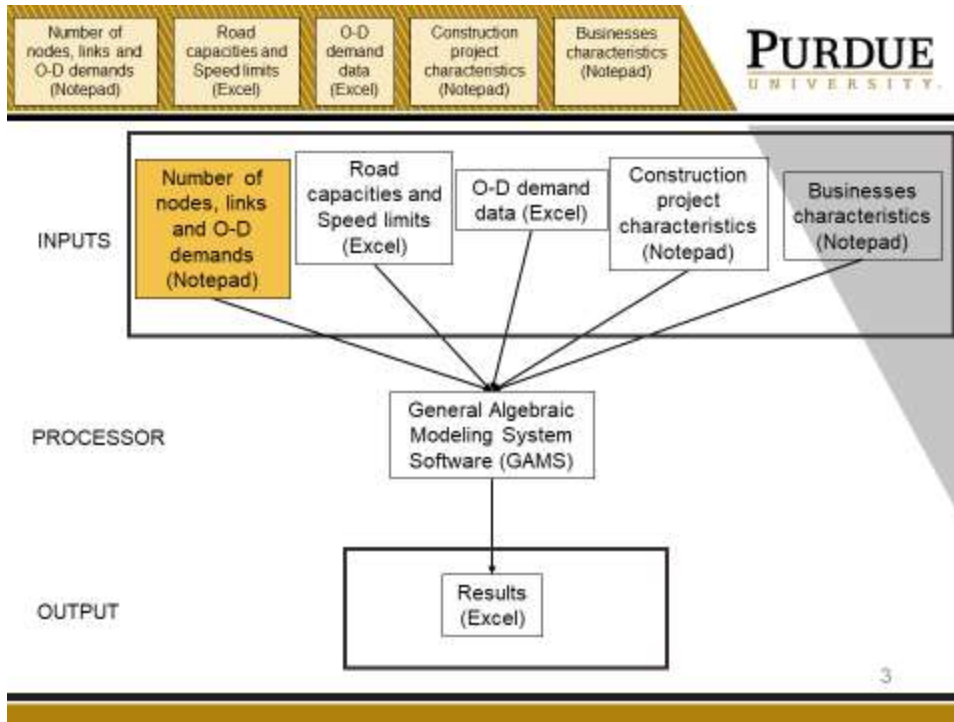 Number of
nodes, links and
O-D demands
(Notepad)
Road
capacities and
Speed limits
(Excel)
O-D
demand
data
(Excel)
Construction
project
characteristics
(Notepad)
Businesses
characteristics
(Notepad)
PURDUE
UNIVERSITY.
INPUTS
Number of
nodes, links
and O-D
demands
(Notepad)
Road
capacities and
Speed limits
(Excel)
O-D demand
data (Excel)
Construction
project
characteristics
(Notepad)
Businesses
characteristics
(Notepad)
PROCESSOR
General Algebraic
Modeling System
Software (GAMS)
OUTPUT
Results
(Excel)
3